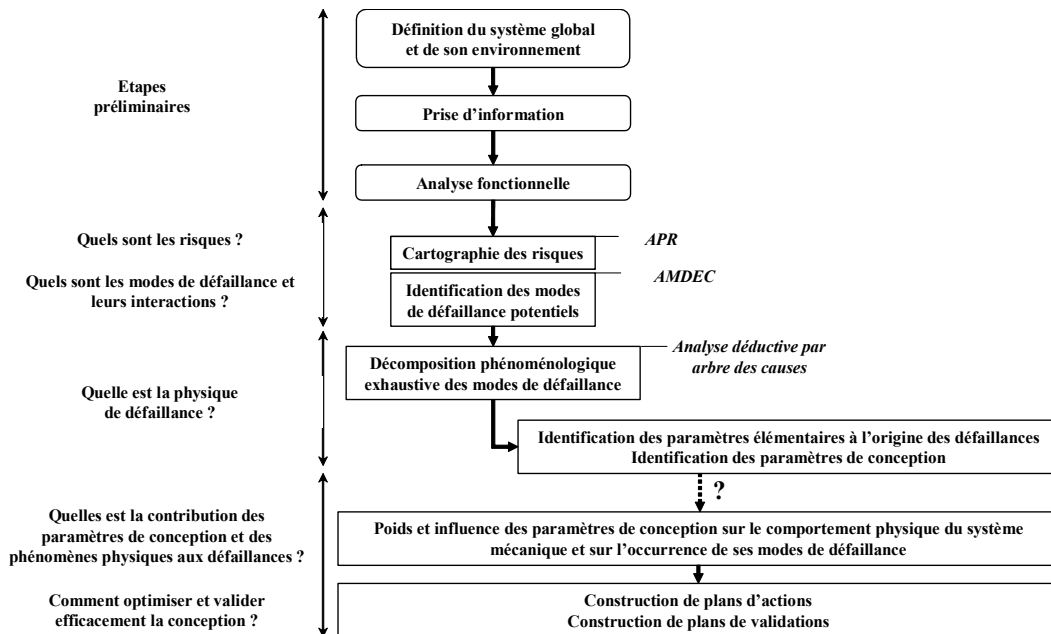 Définition du système global
et de son environnement
Etapes
préliminaires
Prise d'information
Analyse fonctionnelle
Quels sont les risques ?
Cartographie des risques
APR
Quels sont les modes de défaillance et
leurs interactions ?
Identification des modes
de défaillance potentiels
AMDEC
Décomposition phénoménologique
exhaustive des modes de défaillance
Analyse déductive par
arbre des causes
Quelle est la physique
de défaillance ?
Identification des paramètres élémentaires à l'origine des défaillances
Identification des paramètres de conception
?
Quelles est la contribution des
paramètres de conception et des
phénomènes physiques aux défaillances ?
Poids et influence des paramètres de conception sur le comportement physique du système
mécanique et sur l'occurrence de ses modes de défaillance
Comment optimiser et valider
efficacement la conception ?
Construction de plans d'actions
Construction de plans de validations